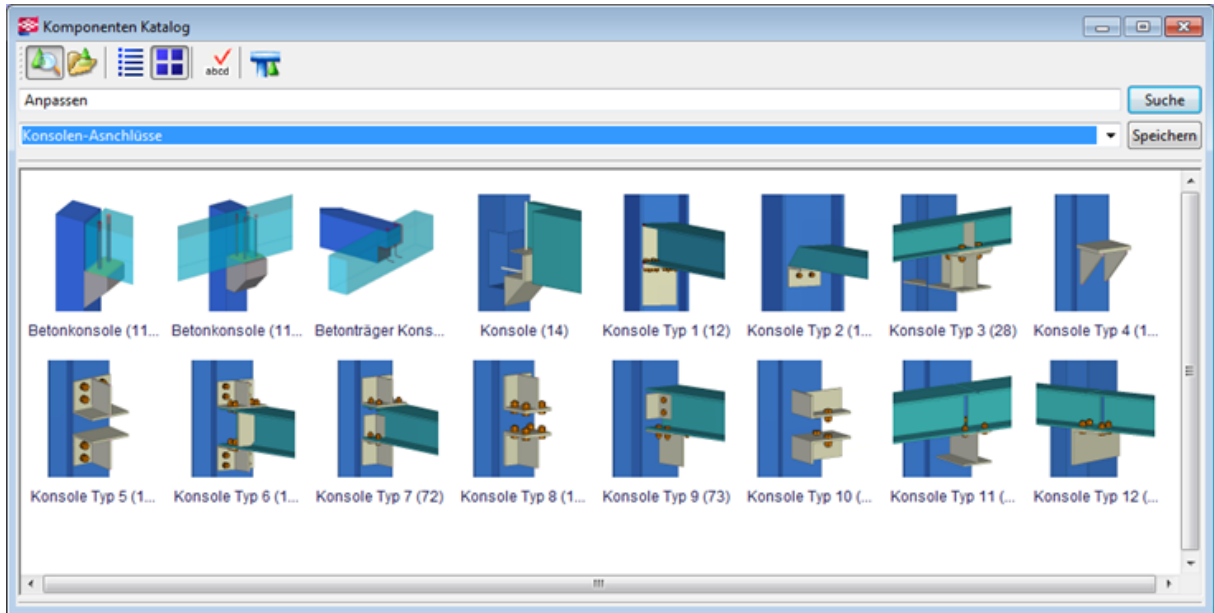 Komponenten Katalog
abcd
Anpassen
Suche
Konsolen-Asnchlüsse
Speichern
Betonkonsole (11... Betonkonsole (11... Betonträger Kons... Konsole (14) Konsole Typ 1 (12) Konsole Typ 2 (1... Konsole Typ 3 (28) Konsole Typ 4 (1...
Konsole Typ 5 (1... Konsole Typ 6 (1... Konsole Typ 7 (72) Konsole Typ 8 (1... Konsole Typ 9 (73) Konsole Typ 10 (... Konsole Typ 11 (... Konsole Typ 12 (...